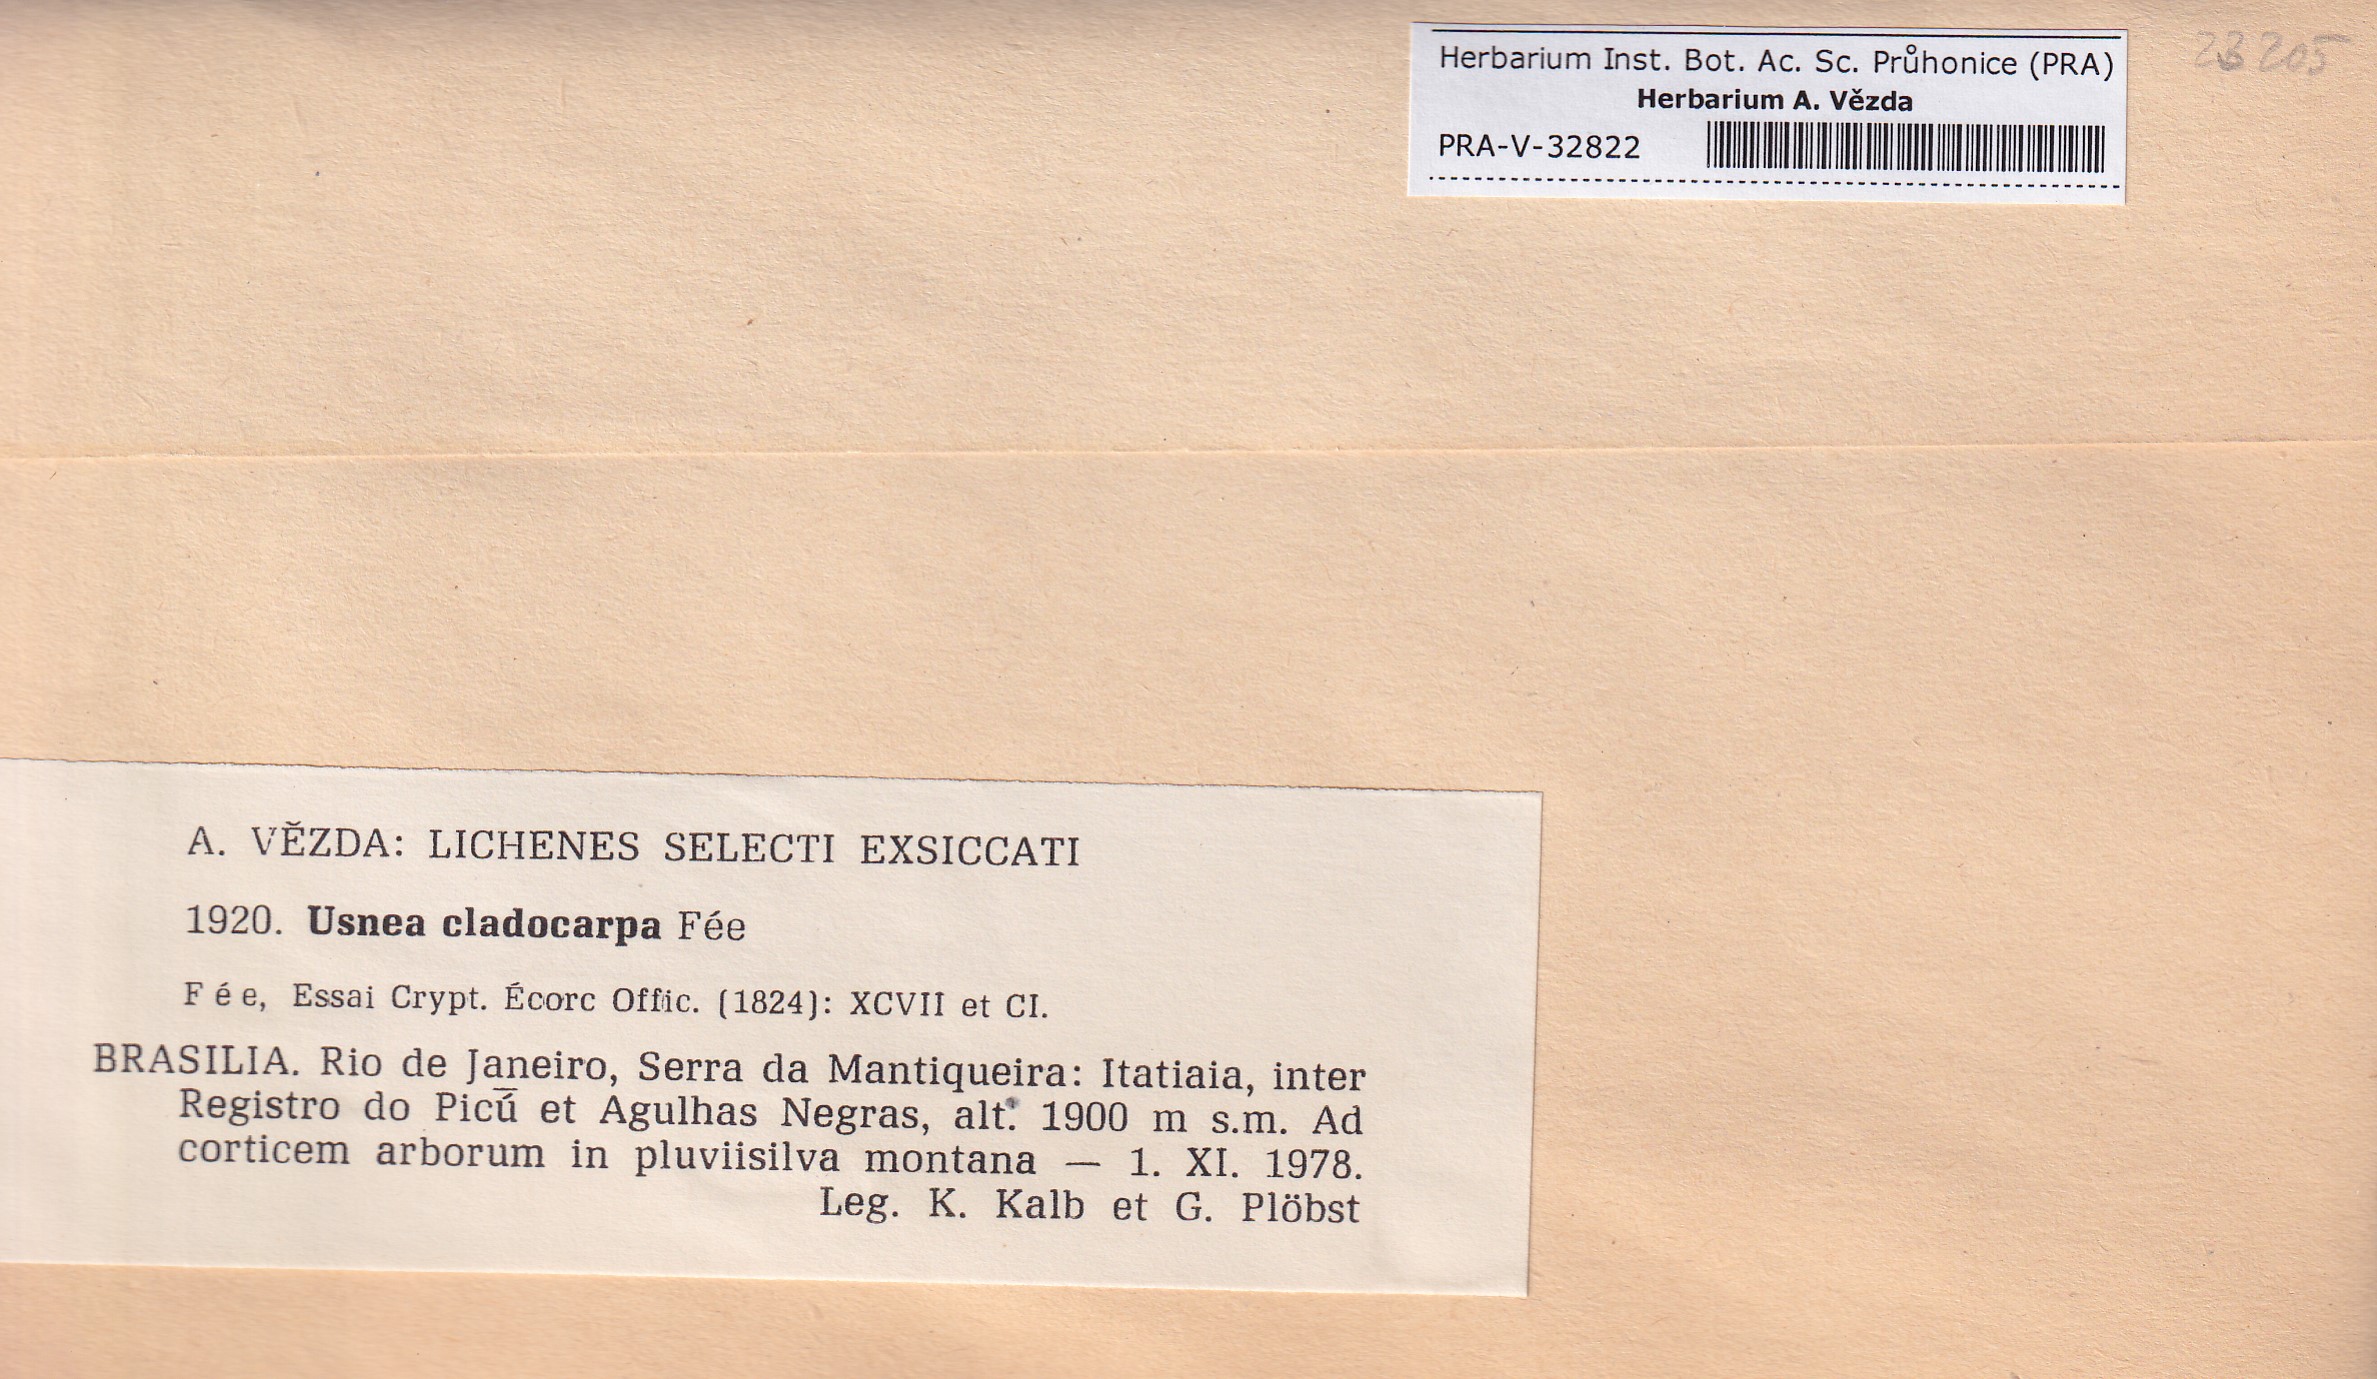 Herbarium Inst. Bot. Ac. Sc. Průhonice (PRA)
Herbarium A. Vězda
PRA-V-32822
23205
A. VĚZDA: LICHENES SELECTI EXSICCATI
1920. Usnea cladocarpa Fée
Fée, Essai Crypt. Écorc Offic. (1824): XCVII et CI.
BRASILIA. Rio de Janeiro, Serra da Mantiqueira: Itatiaia, inter
Registro do Picú et Agulhas Negras, alt. 1900 m s.m. Ad
corticem arborum in pluviisilva montana — 1. XI. 1978.
Leg. K. Kalb et G. Plöbst